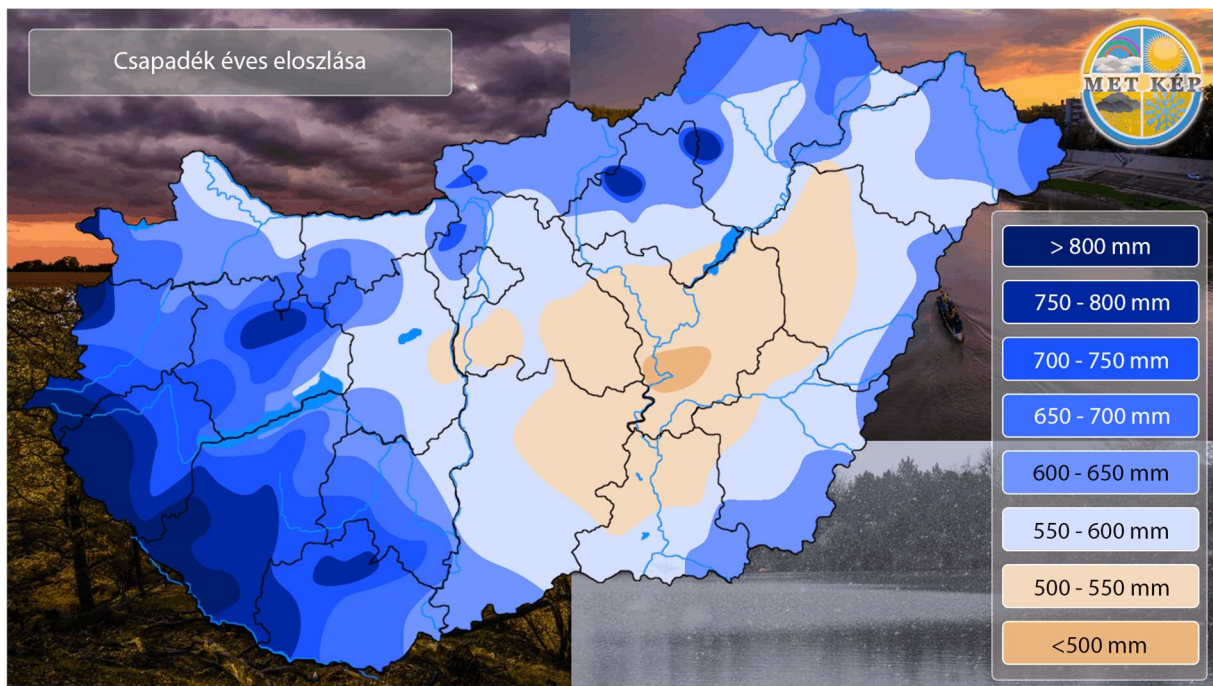 Csapadék éves eloszlása
MET KÉP
> 800 mm
750 - 800 mm
700 - 750 mm
650 - 700 mm
600 - 650 mm
550 - 600 mm
500 - 550 mm
<500 mm